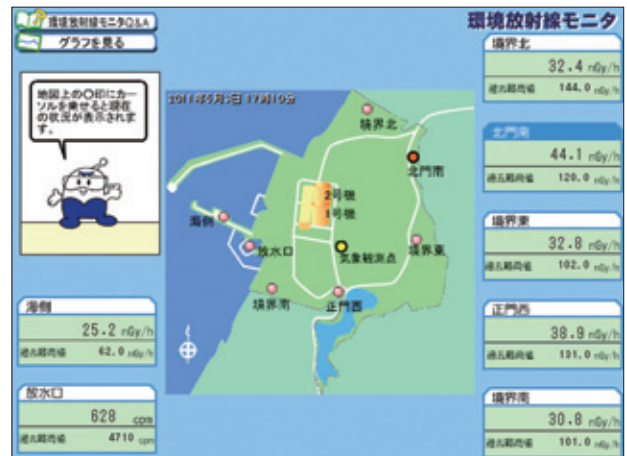 環境放射線モニタQ&A
グラフを見る
環境放射線モニタ
地図上の○印にカー
ソルを乗せると現在
の状況が表示されま
す。
2011年6月3日 17時10分
境界北
北門南
2号機
1号機
海側
放水口
気象観測点
境界東
境界南
正門西
境界北
32.4 nGy/h
過去最高値 144.0 nGy/h
北門南
44.1 nGy/h
過去最高値 120.0 nGy/h
境界東
32.8 nGy/h
過去最高値 102.0 nGy/h
正門西
38.9 nGy/h
過去最高値 131.0 nGy/h
境界南
30.8 nGy/h
過去最高値 101.0 nGy/h
海側
25.2 nGy/h
過去最高値 62.0 nGy/h
放水口
628 cpm
過去最高値 4710 cpm